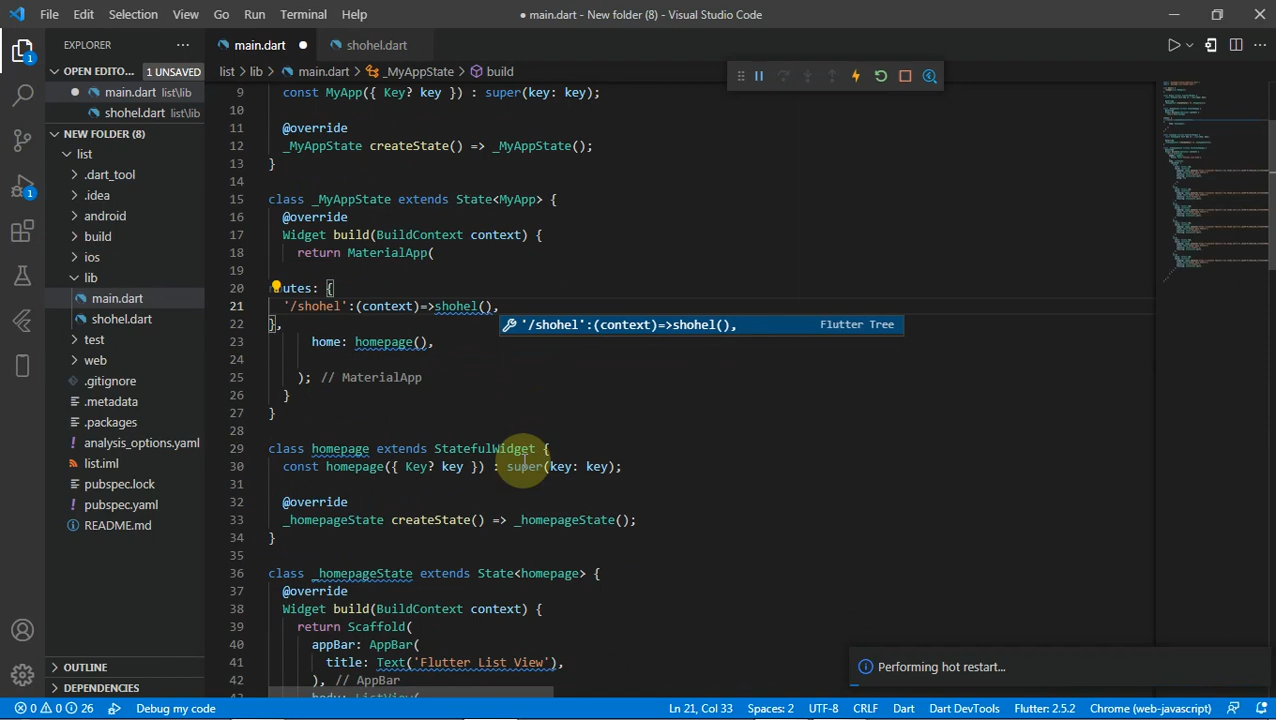 File Edit Selection View Go Run Terminal Help
● main.dart - New folder (8) - Visual Studio Code
EXPLORER
main.dart
shohel.dart
list > lib > main.dart > _MyAppState > build
OPEN EDITO... 1 UNSAVED
main.dart list\lib
shohel.dart list\lib
NEW FOLDER (8)
list
.dart_tool
.idea
android
build
ios
lib
main.dart
shohel.dart
test
web
.gitignore
.metadata
.packages
analysis_options.yaml
list.iml
pubspec.lock
pubspec.yaml
README.md
OUTLINE
DEPENDENCIES
1
1
9 const MyApp({ Key? key }) : super(key: key);
10
11 @override
12 _MyAppState createState() => _MyAppState();
13 }
14
15 class _MyAppState extends State<MyApp> {
16 @override
17 Widget build(BuildContext context) {
18 return MaterialApp(
19
20 utes: {
21 '/shohel':(context)=>shohel(),
'/shohel':(context)=>shohel(), Flutter Tree
22 },
23 home: homepage(),
24
25 ); // MaterialApp
26 }
27 }
28
29 class homepage extends StatefulWidget {
30 const homepage({ Key? key }) : super(key: key);
31
32 @override
33 _homepageState createState() => _homepageState();
34 }
35
36 class _homepageState extends State<homepage> {
37 @override
38 Widget build(BuildContext context) {
39 return Scaffold(
40 appBar: AppBar(
41 title: Text('Flutter List View'),
42 ), // AppBar
body: ListView(
Performing hot restart...
0 0 26 Debug my code
Ln 21, Col 33 Spaces: 2 UTF-8 CRLF Dart Dart DevTools Flutter: 2.5.2 Chrome (web-javascript)